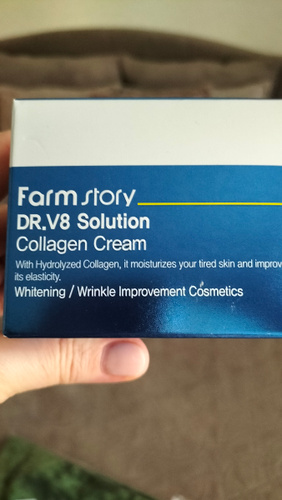 Farm story
DR.V8 Solution
Collagen Cream
With Hydrolyzed Collagen, it moisturizes your tired skin and improv
its elasticity.
Whitening / Wrinkle Improvement Cosmetics